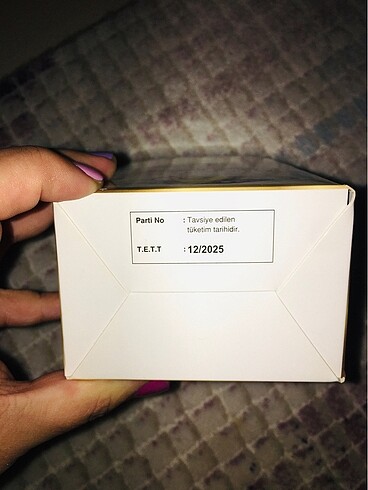 Parti No : Tavsiye edilen
tüketim tarihidir.
T.E.T.T : 12/2025